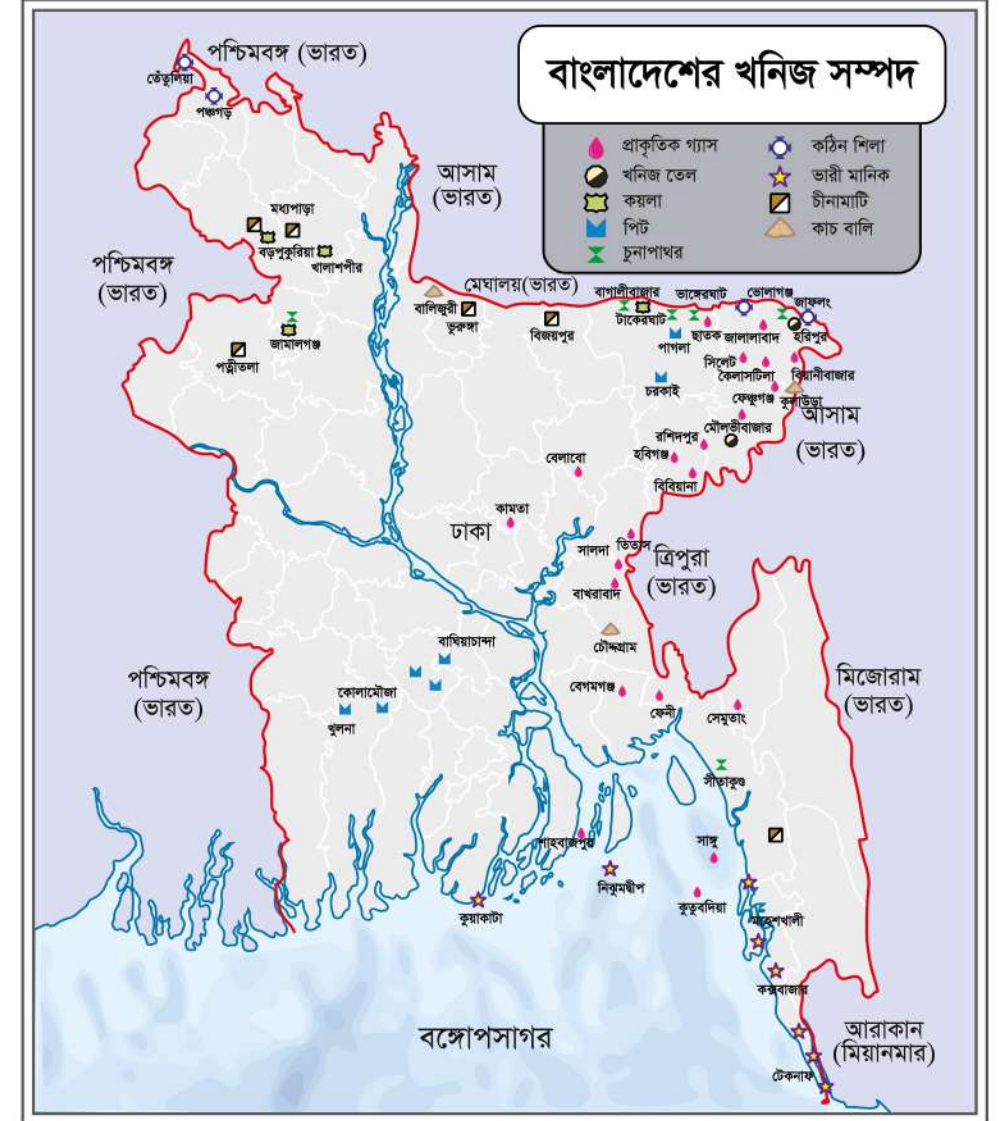 বাংলাদেশের খনিজ সম্পদ
প্রাকৃতিক গ্যাস
খনিজ তেল
কয়লা
পিট
চুনাপাথর
কঠিন শিলা
ভারী মানিক
চীনামাটি
কাচ বালি
পশ্চিমবঙ্গ (ভারত)
তেঁতুলিয়া
পঞ্চগড়
আসাম
(ভারত)
মধ্যপাড়া
বড়পুকুরিয়া
খালাশপীর
পশ্চিমবঙ্গ
(ভারত)
মেঘালয়(ভারত)
বালিজুরী
ভুরুঙ্গা
বিজয়পুর
বাগালীবাজার
টাকেরঘাট
ভাঙ্গেরঘাট
ভোলাগঞ্জ
জাফলং
জামালগঞ্জ
পত্নীতলা
পাগলা
ছাতক
জালালাবাদ
হরিপুর
সিলেট
কৈলাসটিলা
বিয়ানীবাজার
চরকাই
ফেঞ্চুগঞ্জ
কুলাউড়া
আসাম
(ভারত)
মৌলভীবাজার
রশিদপুর
হবিগঞ্জ
বিবিয়ানা
বেলাবো
কামতা
ঢাকা
তিতাস
সালদা
ত্রিপুরা
(ভারত)
বাখরাবাদ
চৌদ্দগ্রাম
বাঘিয়াচান্দা
পশ্চিমবঙ্গ
(ভারত)
কোলামৌজা
খুলনা
বেগমগঞ্জ
ফেনী
সেমুতাং
মিজোরাম
(ভারত)
সীতাকুণ্ড
শাহবাজপুর
সাঙ্গু
নিঝুমদ্বীপ
কুতুবদিয়া
কুয়াকাটা
মহেশখালী
কক্সবাজার
বঙ্গোপসাগর
আরাকান
(মিয়ানমার)
টেকনাফ